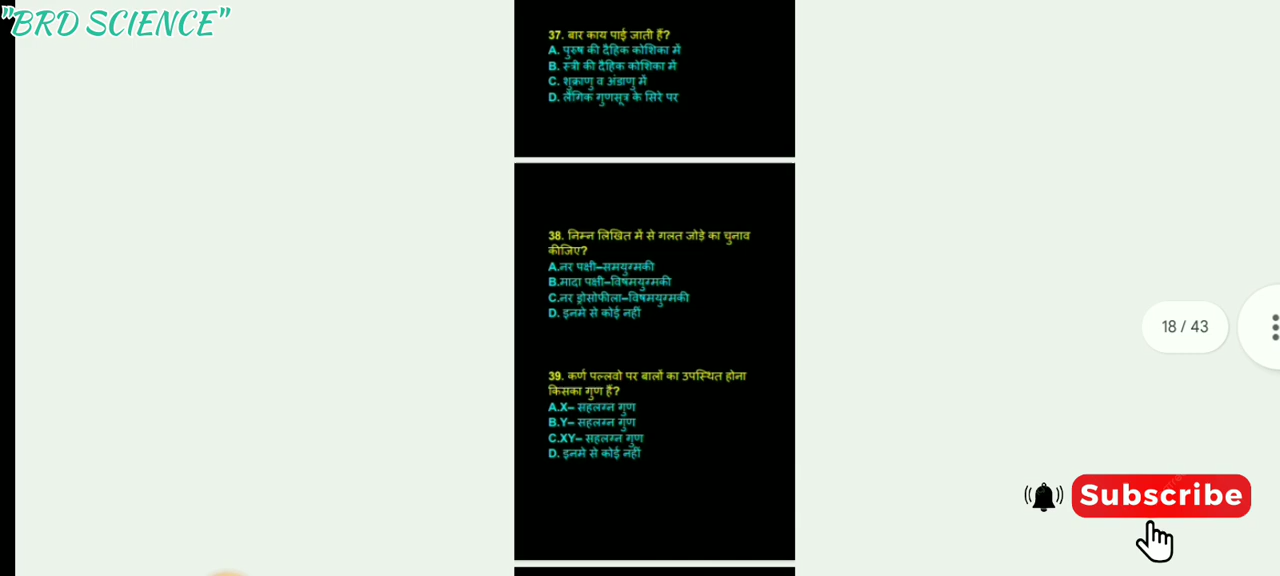 "BRD SCIENCE"
37. बार काय पाई जाती हैं?
A. पुरुष की दैहिक कोशिका में
B. स्त्री की दैहिक कोशिका में
C. शुक्राणु व अंडाणु में
D. लैंगिक गुणसूत्र के सिरे पर
38. निम्न लिखित में से गलत जोड़े का चुनाव
कीजिए?
A.नर पक्षी–समयुग्मकी
B.मादा पक्षी–विषमयुग्मकी
C.नर ड्रोसोफीला–विषमयुग्मकी
D. इनमे से कोई नहीं
39. कर्ण पल्लवो पर बालों का उपस्थित होना
किसका गुण हैं?
A.X– सहलग्न गुण
B.Y– सहलग्न गुण
C.XY– सहलग्न गुण
D. इनमे से कोई नहीं
18 / 43
Subscribe